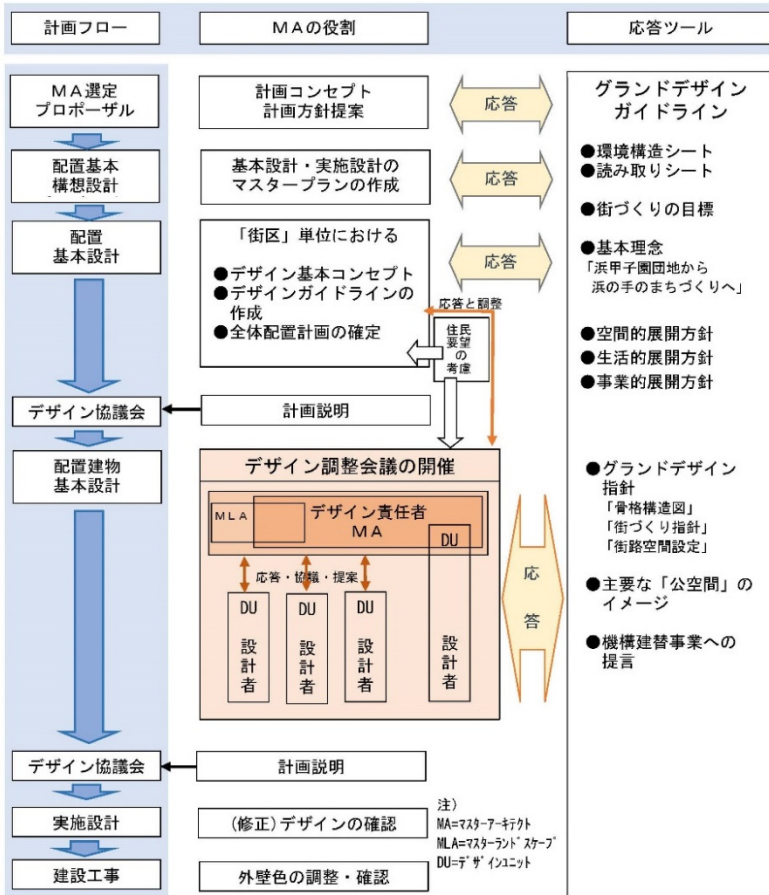 計画フロー
MAの役割
応答ツール
MA選定
プロポーザル
計画コンセプト
計画方針提案
応答
グランドデザイン
ガイドライン
配置基本
構想設計
基本設計・実施設計の
マスタープランの作成
応答
●環境構造シート
●読み取りシート
●街づくりの目標
配置
基本設計
「街区」単位における
●デザイン基本コンセプト
●デザインガイドラインの
作成
●全体配置計画の確定
応答
応答と調整
住民
要望の
考慮
●基本理念
「浜甲子園団地から
浜の手のまちづくりへ」
●空間的展開方針
●生活的展開方針
●事業的展開方針
デザイン協議会
計画説明
配置建物
基本設計
デザイン調整会議の開催
MLA
デザイン責任者
MA
DU
設計者
応答・協議・提案
DU
設計者
DU
設計者
DU
設計者
応答
●グランドデザイン
指針
「骨格構造図」
「街づくり指針」
「街路空間設定」
●主要な「公空間」の
イメージ
●機構建替事業への
提言
デザイン協議会
計画説明
実施設計
(修正)デザインの確認
建設工事
外壁色の調整・確認
注)
MA=マスターアーキテクト
MLA=マスターランドスケープ
DU=デザインユニット